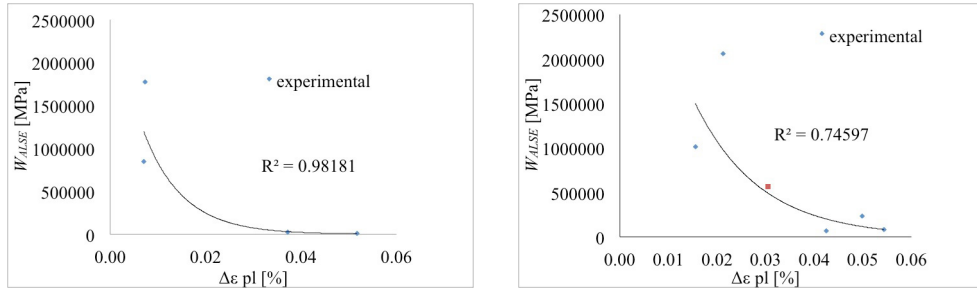 2500000
2000000
1500000
1000000
500000
0
W_ALSE [MPa]
experimental
R² = 0.98181
0.00 0.02 0.04 0.06
Δε pl [%]
2500000
2000000
1500000
1000000
500000
0
W_ALSE [MPa]
experimental
R² = 0.74597
0.00 0.01 0.02 0.03 0.04 0.05 0.06
Δε pl [%]